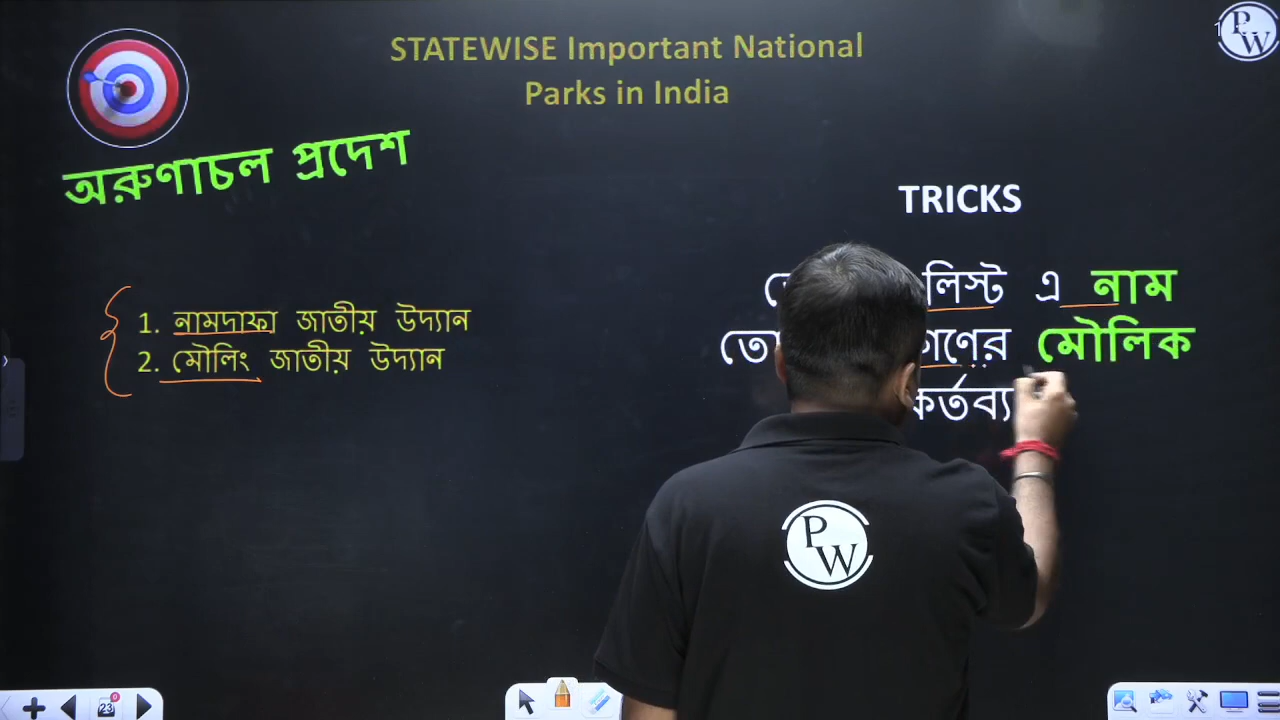 STATEWISE Important National
Parks in India
PW
অরুণাচল প্রদেশ
TRICKS
লিস্ট এ নাম
মৌলিক
কর্তব্য
1. নামদাফা জাতীয় উদ্যান
2. মৌলিং জাতীয় উদ্যান
PW
23